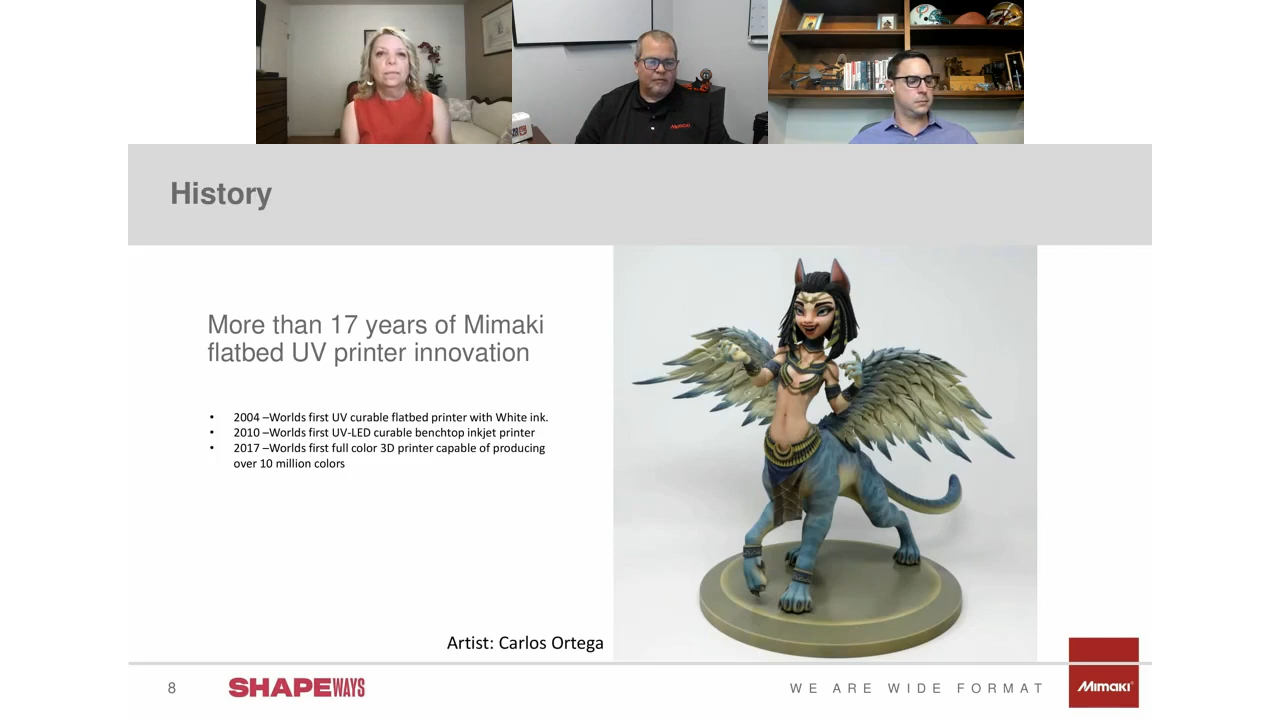 Mimaki
History
More than 17 years of Mimaki
flatbed UV printer innovation
• 2004 –Worlds first UV curable flatbed printer with White ink.
• 2010 –Worlds first UV-LED curable benchtop inkjet printer
• 2017 –Worlds first full color 3D printer capable of producing
over 10 million colors
Artist: Carlos Ortega
8
SHAPEWAYS
WE ARE WIDE FORMAT
Mimaki